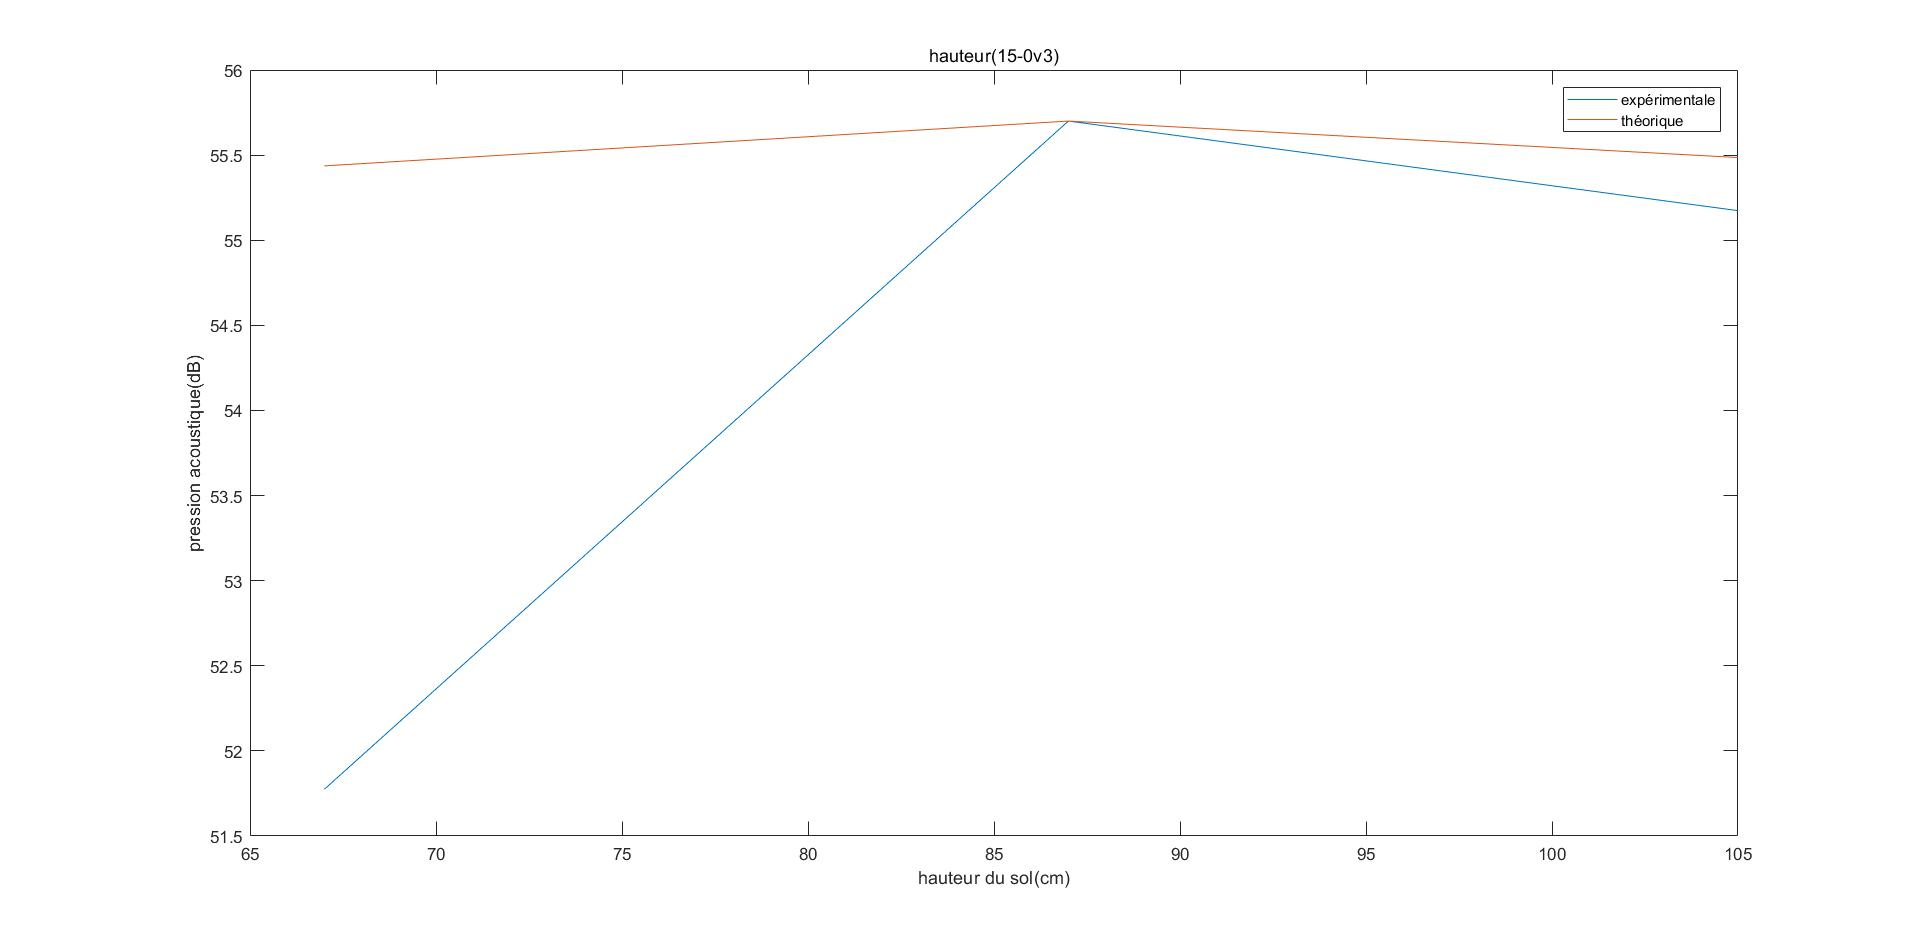 hauteur(15-0v3)
56
55.5
55
54.5
54
53.5
53
52.5
52
51.5
pression acoustique(dB)
expérimentale
théorique
65 70 75 80 85 90 95 100 105
hauteur du sol(cm)